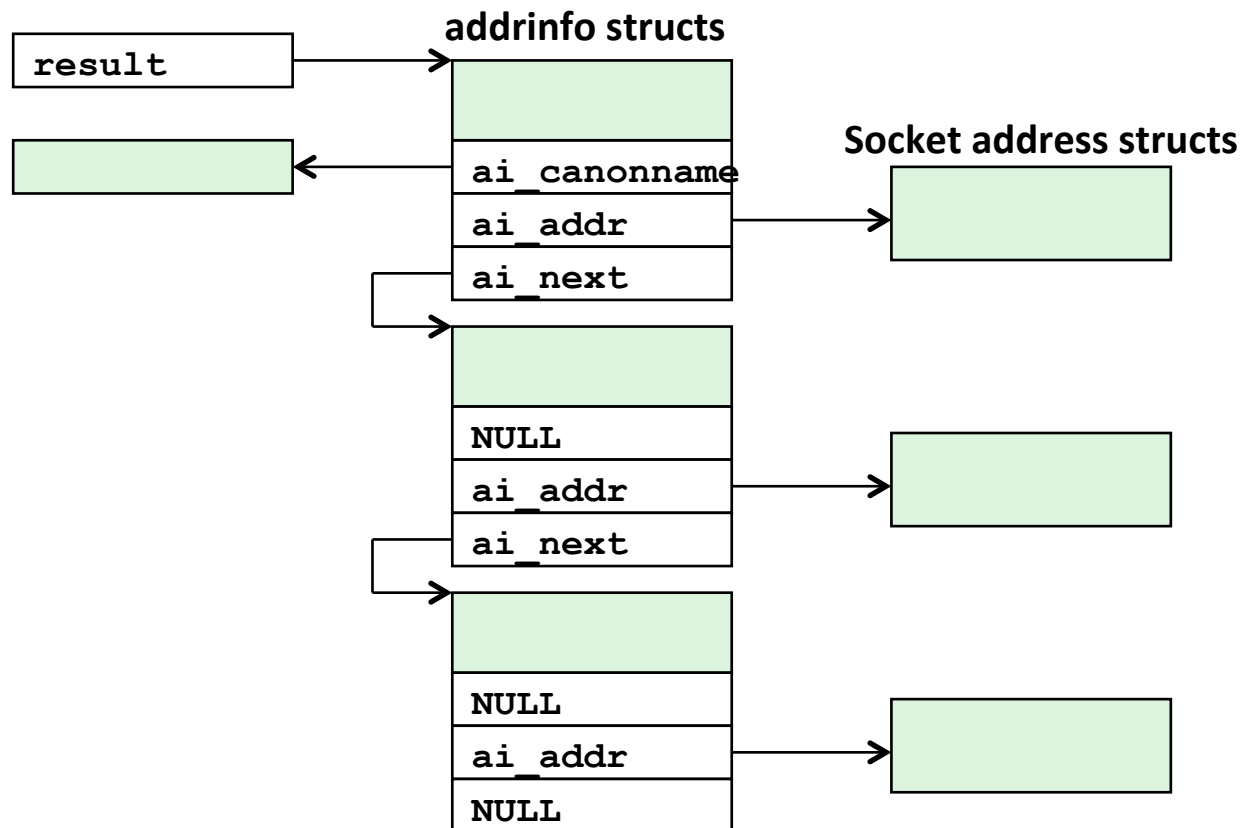 addrinfo structs
result
Socket address structs
ai_canonname
ai_addr
ai_next
NULL
ai_addr
ai_next
NULL
ai_addr
NULL